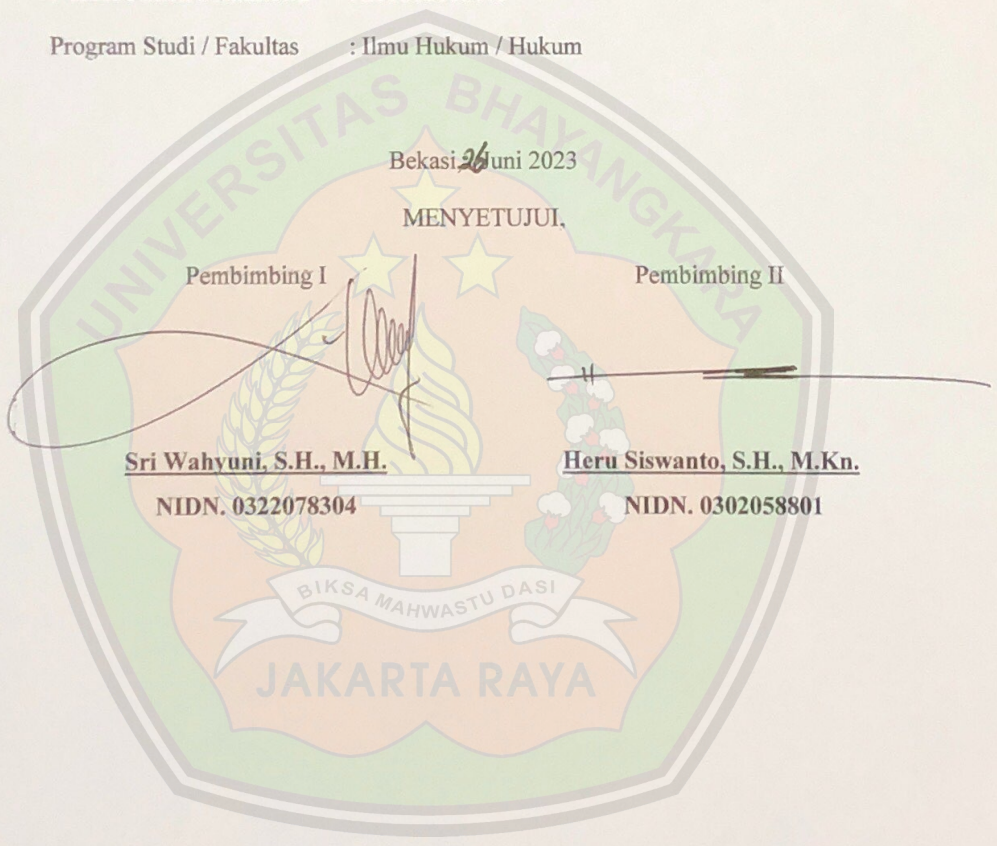 Program Studi / Fakultas : Ilmu Hukum / Hukum
UNIVERSITAS BHAYANGKARA
Bekasi, 26 Juni 2023
MENYETUJUI,
Pembimbing I Pembimbing II
Sri Wahyuni, S.H., M.H. Heru Siswanto, S.H., M.Kn.
NIDN. 0322078304 NIDN. 0302058801
BIKSA MAHWASTU DASI
JAKARTA RAYA